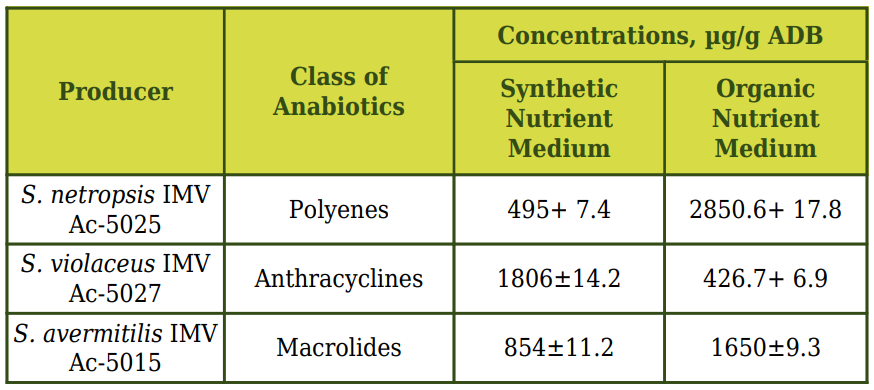 Producer
Class of
Anabiotics
Concentrations, µg/g ADB
Synthetic
Nutrient
Medium
Organic
Nutrient
Medium
S. netropsis IMV
Ac-5025
Polyenes
495+ 7.4
2850.6+ 17.8
S. violaceus IMV
Ac-5027
Anthracyclines
1806±14.2
426.7+ 6.9
S. avermitilis IMV
Ac-5015
Macrolides
854±11.2
1650±9.3